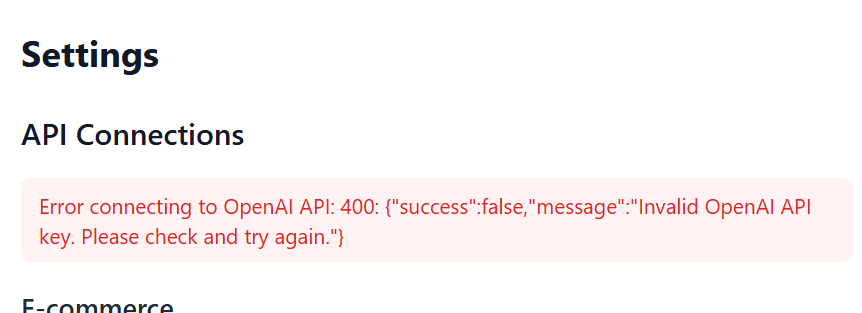 Settings
API Connections
Error connecting to OpenAI API: 400: {"success":false,"message":"Invalid OpenAI API
key. Please check and try again."}
E-commerce